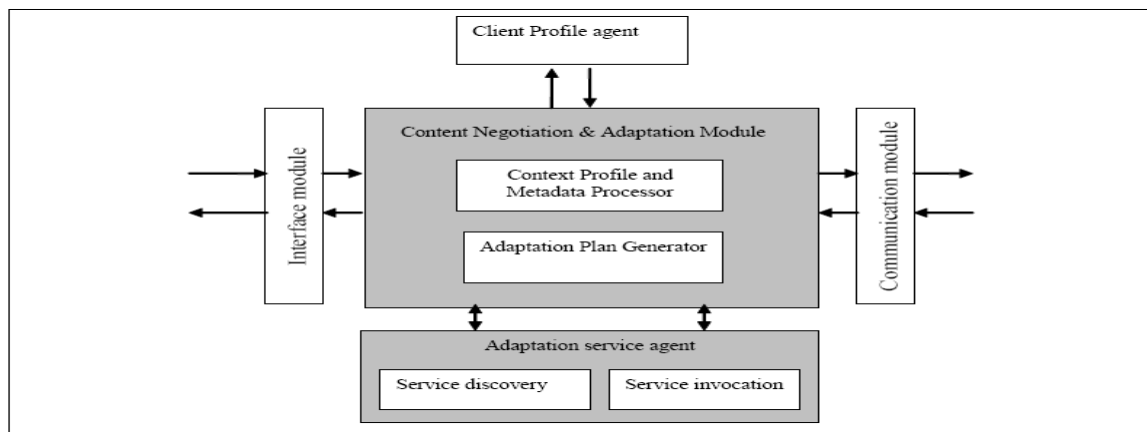 Client Profile agent
Content Negotiation & Adaptation Module
Interface module
Context Profile and
Metadata Processor
Communication module
Adaptation Plan Generator
Adaptation service agent
Service discovery
Service invocation